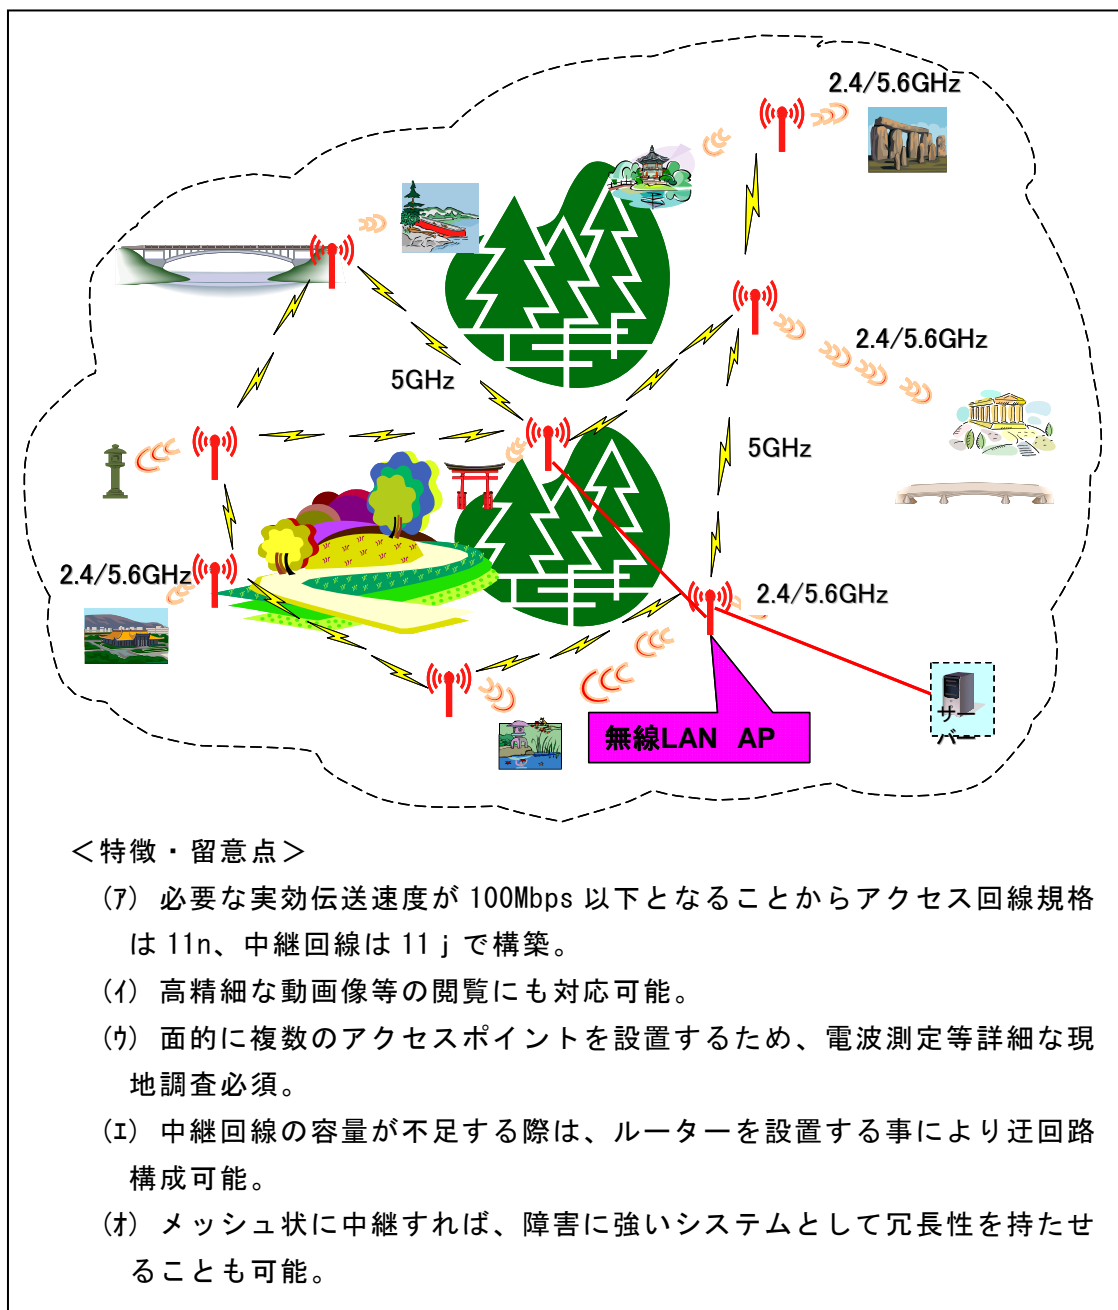 2.4/5.6GHz
2.4/5.6GHz
5GHz
5GHz
2.4/5.6GHz
2.4/5.6GHz
無線LAN AP
サー
バー
＜特徴・留意点＞
(ｱ) 必要な実効伝送速度が 100Mbps 以下となることからアクセス回線規格
は 11n、中継回線は 11ｊで構築。
(ｲ) 高精細な動画像等の閲覧にも対応可能。
(ｳ) 面的に複数のアクセスポイントを設置するため、電波測定等詳細な現
地調査必須。
(ｴ) 中継回線の容量が不足する際は、ルーターを設置する事により迂回路
構成可能。
(ｵ) メッシュ状に中継すれば、障害に強いシステムとして冗長性を持たせ
ることも可能。